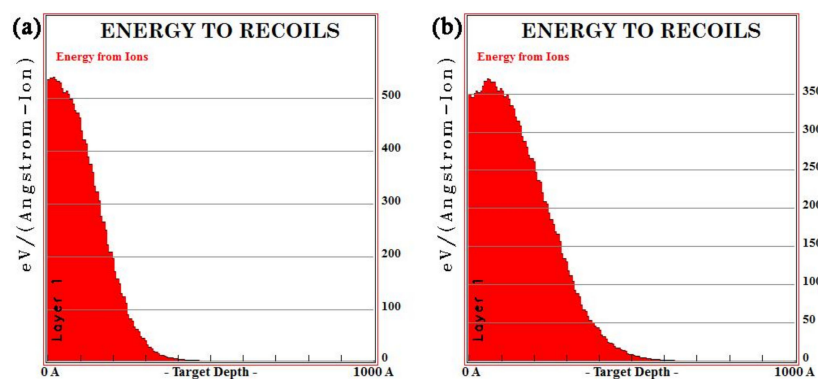 (a)
ENERGY TO RECOILS
Energy from Ions
eV/(Angstrom-Ion)
500
400
300
200
100
0
Layer 1
0 A
- Target Depth -
1000 A
(b)
ENERGY TO RECOILS
Energy from Ions
eV/(Angstrom-Ion)
350
300
250
200
150
100
50
0
Layer 1
0 A
- Target Depth -
1000 A